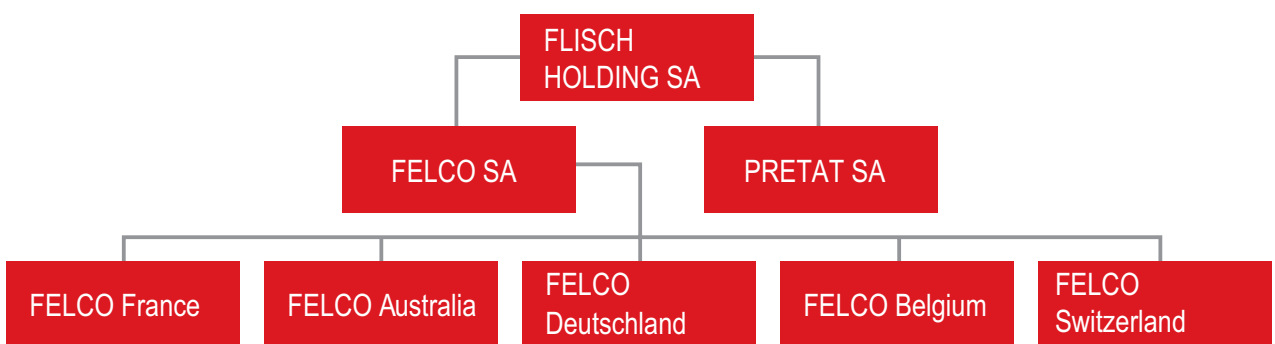 FLISCH
HOLDING SA
FELCO SA
PRETAT SA
FELCO France
FELCO Australia
FELCO
Deutschland
FELCO Belgium
FELCO
Switzerland